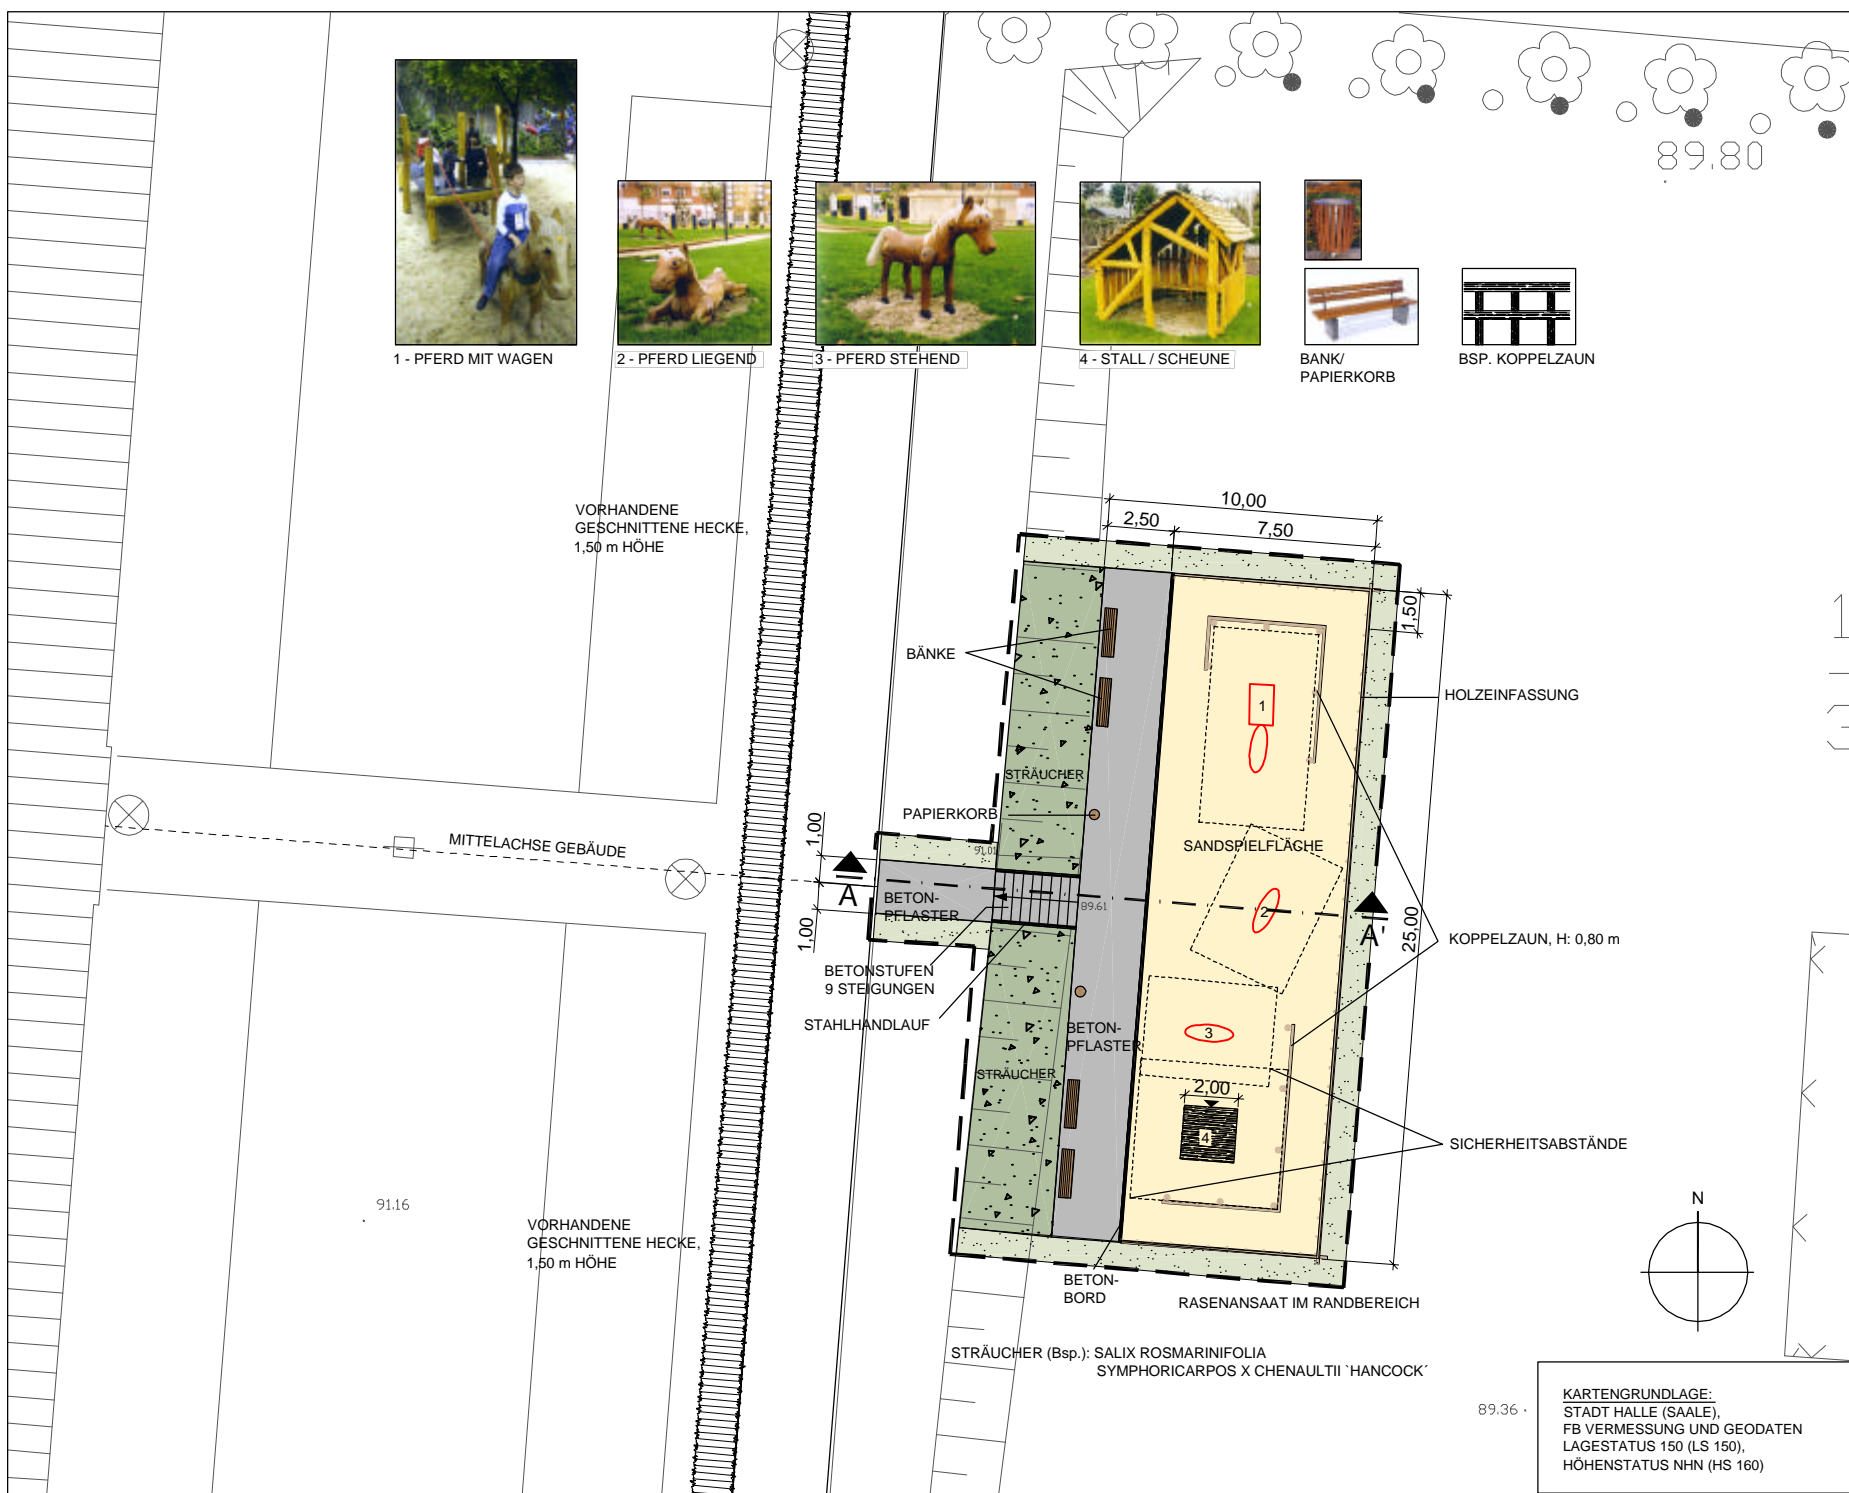 89.80
1 - PFERD MIT WAGEN
2 - PFERD LIEGEND
3 - PFERD STEHEND
4 - STALL / SCHEUNE
BANK/
PAPIERKORB
BSP. KOPPELZAUN
VORHANDENE
GESCHNITTENE HECKE,
1,50 m HÖHE
10,00
2,50
7,50
1,50
BÄNKE
HOLZEINFASSUNG
1
STRÄUCHER
PAPIERKORB
1,00
MITTELACHSE GEBÄUDE
91.01
SANDSPIELFLÄCHE
A
BETON-
PFLASTER
89.61
2
A'
25,00
1,00
KOPPELZAUN, H: 0,80 m
BETONSTUFEN
9 STEIGUNGEN
STAHLHANDLAUF
BETON-
PFLASTER
3
STRÄUCHER
2,00
4
SICHERHEITSABSTÄNDE
91.16
VORHANDENE
GESCHNITTENE HECKE,
1,50 m HÖHE
N
BETON-
BORD
RASENANSAAT IM RANDBEREICH
STRÄUCHER (Bsp.): SALIX ROSMARINIFOLIA
SYMPHORICARPOS X CHENAULTII `HANCOCK´
89.36
KARTENGRUNDLAGE:
STADT HALLE (SAALE),
FB VERMESSUNG UND GEODATEN
LAGESTATUS 150 (LS 150),
HÖHENSTATUS NHN (HS 160)